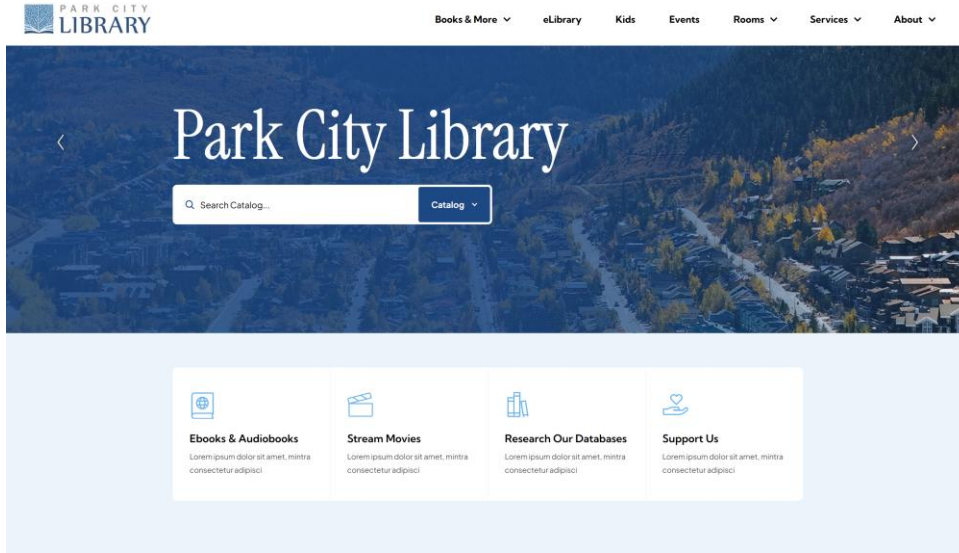 PARK CITY
LIBRARY
Books & More
eLibrary
Kids
Events
Rooms
Services
About
Park City Library
Search Catalog...
Catalog
Ebooks & Audiobooks
Lorem ipsum dolor sit amet, mintra
consectetur adipisci
Stream Movies
Lorem ipsum dolor sit amet, mintra
consectetur adipisci
Research Our Databases
Lorem ipsum dolor sit amet, mintra
consectetur adipisci
Support Us
Lorem ipsum dolor sit amet, mintra
consectetur adipisci